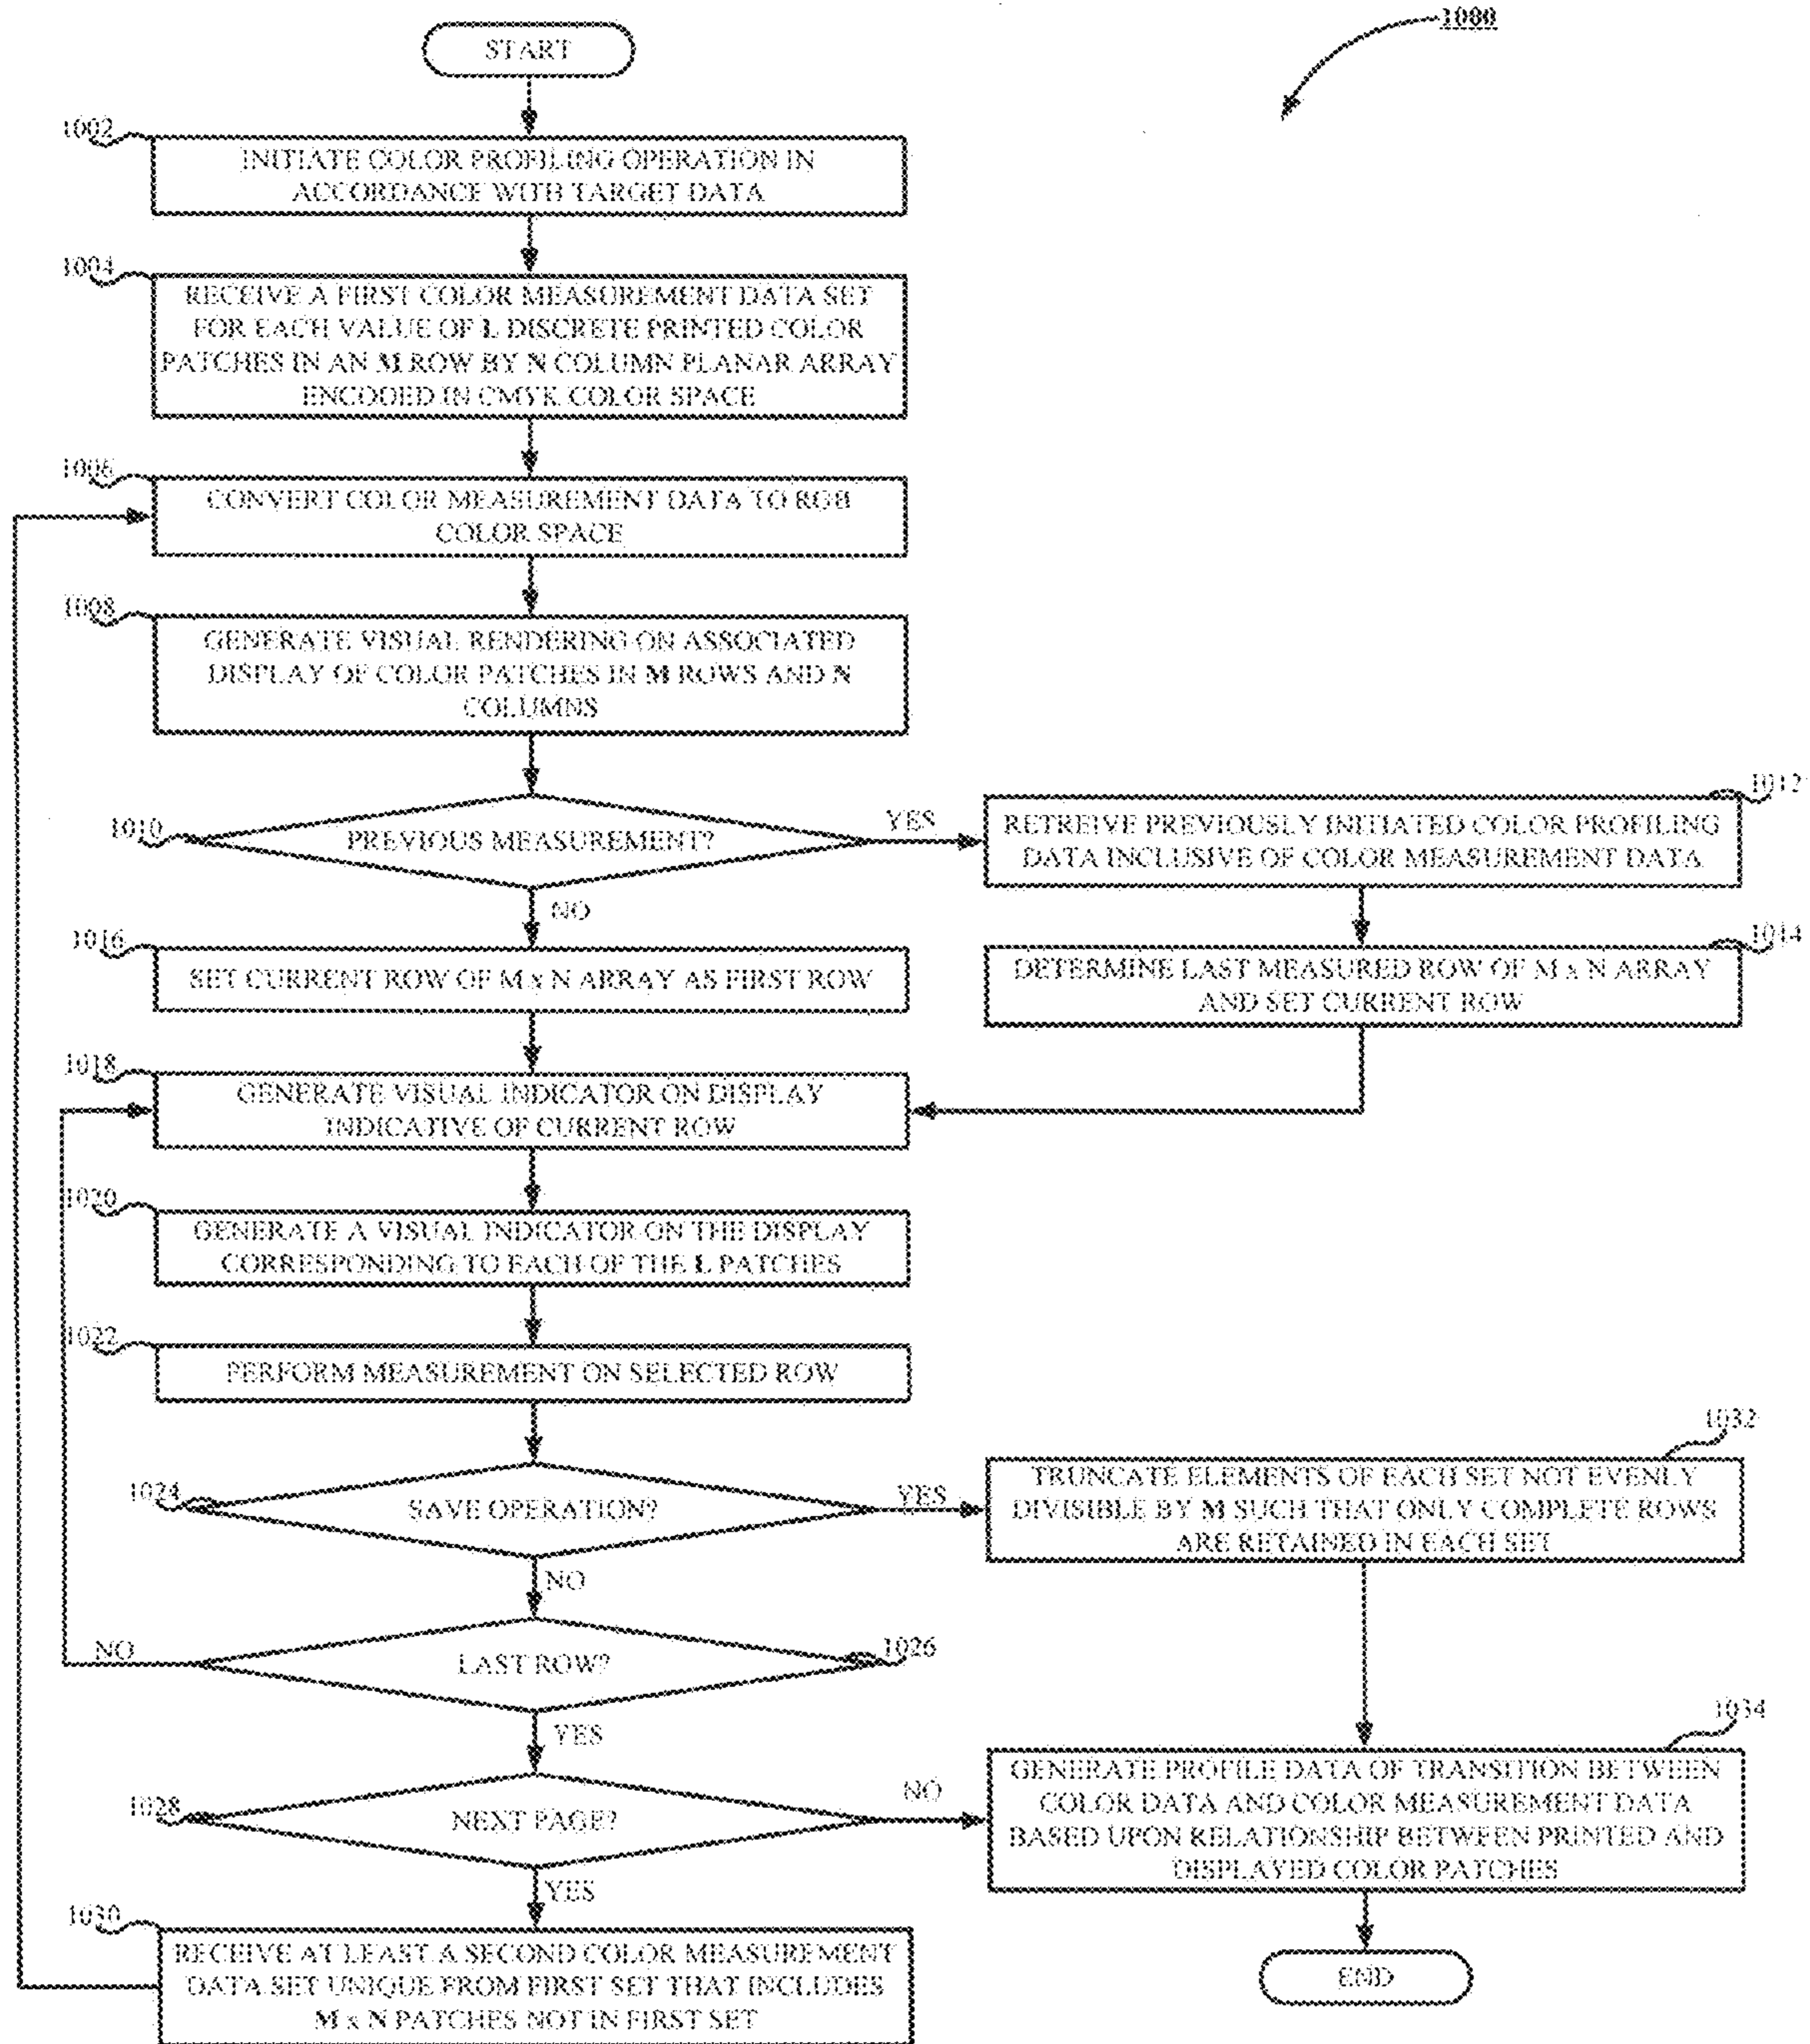 1000
START
1002
INITIATE COLOR PROFILING OPERATION IN
ACCORDANCE WITH TARGET DATA
1004
RECEIVE A FIRST COLOR MEASUREMENT DATA SET
FOR EACH VALUE OF L DISCRETE PRINTED COLOR
PATCHES IN AN M ROW BY N COLUMN PLANAR ARRAY
ENCODED IN CMYK COLOR SPACE
1006
CONVERT COLOR MEASUREMENT DATA TO RGB
COLOR SPACE
1008
GENERATE VISUAL RENDERING ON ASSOCIATED
DISPLAY OF COLOR PATCHES IN M ROWS AND N
COLUMNS
1010
PREVIOUS MEASUREMENT?
YES
NO
1012
RETREIVE PREVIOUSLY INITIATED COLOR PROFILING
DATA INCLUSIVE OF COLOR MEASUREMENT DATA
1014
DETERMINE LAST MEASURED ROW OF M x N ARRAY
AND SET CURRENT ROW
1016
SET CURRENT ROW OF M x N ARRAY AS FIRST ROW
1018
GENERATE VISUAL INDICATOR ON DISPLAY
INDICATIVE OF CURRENT ROW
1020
GENERATE A VISUAL INDICATOR ON THE DISPLAY
CORRESPONDING TO EACH OF THE L PATCHES
1022
PERFORM MEASUREMENT ON SELECTED ROW
1024
SAVE OPERATION?
YES
NO
1032
TRUNCATE ELEMENTS OF EACH SET NOT EVENLY
DIVISIBLE BY M SUCH THAT ONLY COMPLETE ROWS
ARE RETAINED IN EACH SET
1026
LAST ROW?
NO
YES
1028
NEXT PAGE?
NO
YES
1034
GENERATE PROFILE DATA OF TRANSITION BETWEEN
COLOR DATA AND COLOR MEASUREMENT DATA
BASED UPON RELATIONSHIP BETWEEN PRINTED AND
DISPLAYED COLOR PATCHES
1030
RECEIVE AT LEAST A SECOND COLOR MEASUREMENT
DATA SET UNIQUE FROM FIRST SET THAT INCLUDES
M x N PATCHES NOT IN FIRST SET
END